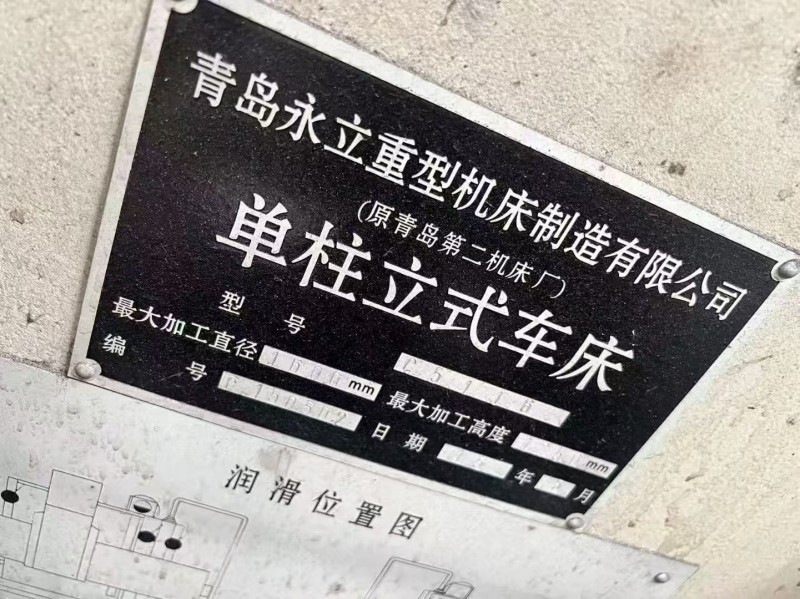 青岛永立重型机床制造有限公司
(原青岛第二机床厂)
单柱立式车床
型号 C5116
最大加工直径 1600 mm 最大加工高度 mm
编号 日期 年 月
润滑位置图